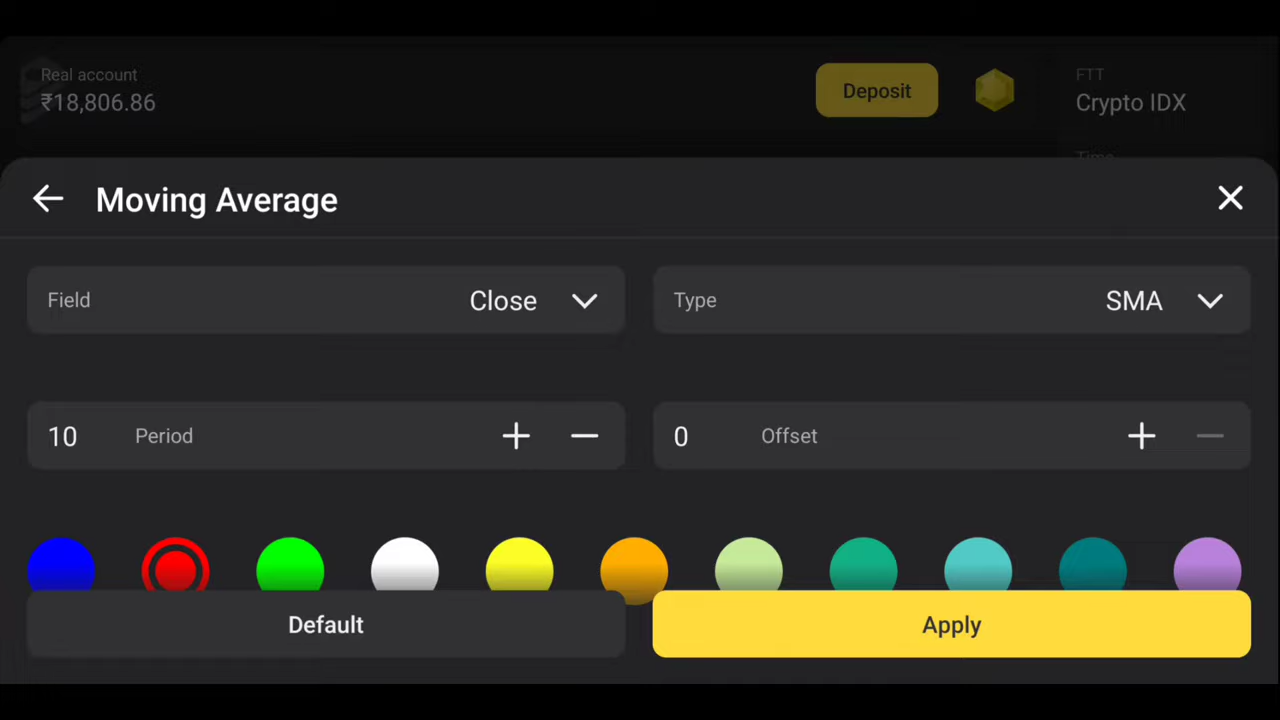 Real account
₹18,806.86
Deposit
FTT
Crypto IDX
Time
Moving Average
Field
Close
Type
SMA
10
Period
0
Offset
Default
Apply